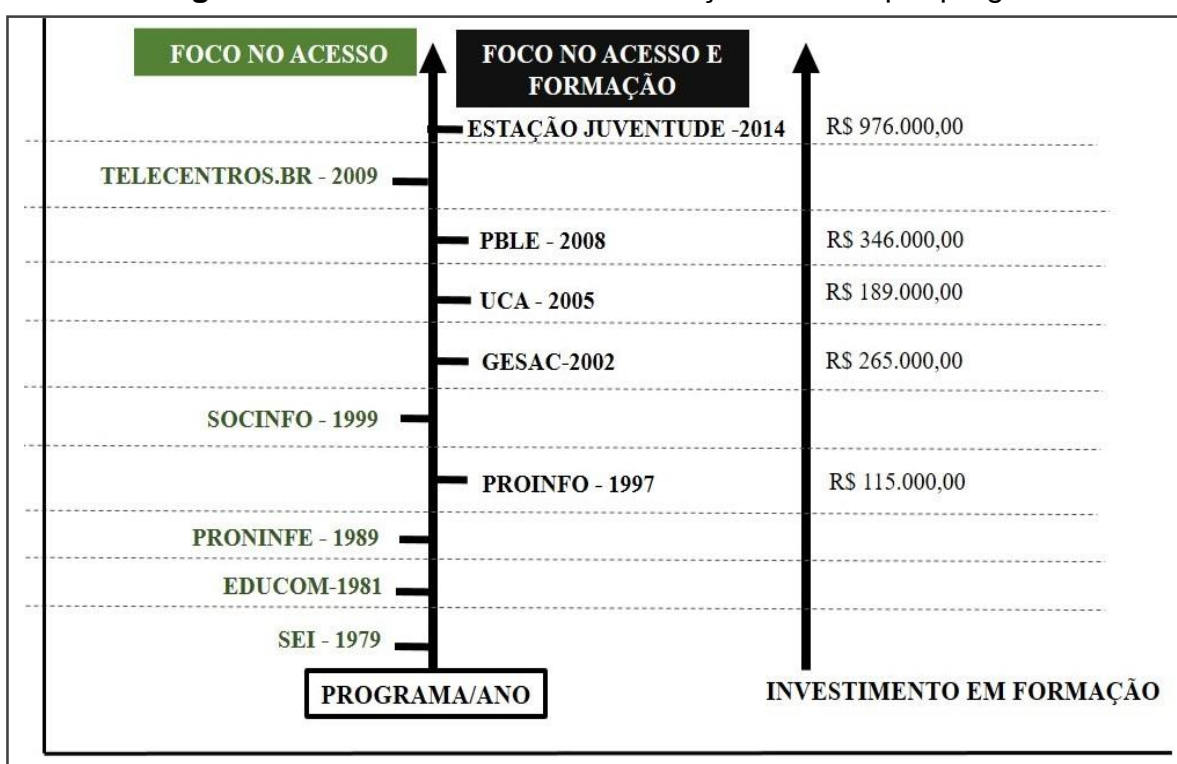 FOCO NO ACESSO
FOCO NO ACESSO E
FORMAÇÃO
ESTAÇÃO JUVENTUDE -2014
R$ 976.000,00
TELECENTROS.BR - 2009
PBLE - 2008
R$ 346.000,00
UCA - 2005
R$ 189.000,00
GESAC-2002
R$ 265.000,00
SOCINFO - 1999
PROINFO - 1997
R$ 115.000,00
PRONINFE - 1989
EDUCOM-1981
SEI - 1979
PROGRAMA/ANO
INVESTIMENTO EM FORMAÇÃO